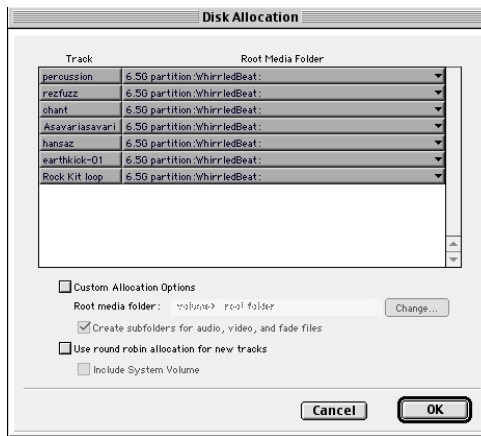 Disk Allocation
Track Root Media Folder
percussion 6.5G partition:WhirrledBeat:
rezfuzz 6.5G partition:WhirrledBeat:
chant 6.5G partition:WhirrledBeat:
Asavariasavari 6.5G partition:WhirrledBeat:
hansaz 6.5G partition:WhirrledBeat:
earthkick-01 6.5G partition:WhirrledBeat:
Rock Kit loop 6.5G partition:WhirrledBeat:
Custom Allocation Options
Root media folder: <volume> root folder Change...
Create subfolders for audio, video, and fade files
Use round robin allocation for new tracks
Include System Volume
Cancel OK